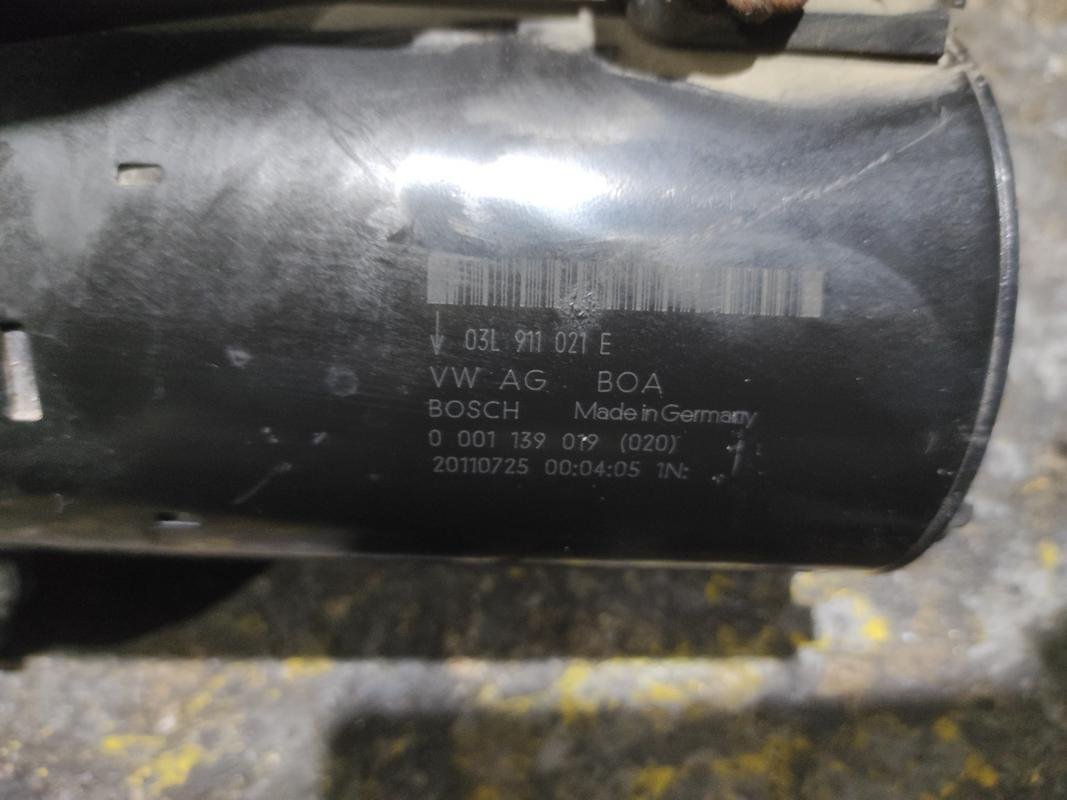 03L 911 021 E
VW AG BOA
BOSCH Made in Germany
0 001 139 019 (020)
20110725 00:04:05 1N: